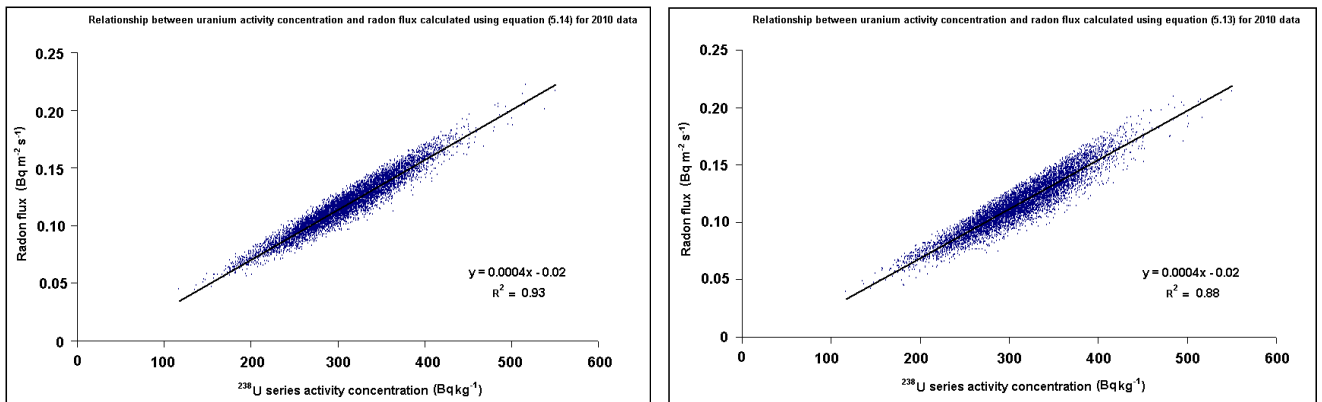 Relationship between uranium activity concentration and radon flux calculated using equation (5.14) for 2010 data
0.25
0.20
0.15
0.10
0.05
0
Radon flux (Bq m⁻² s⁻¹)
y = 0.0004x - 0.02
R² = 0.93
0 100 200 300 400 500 600
²³⁸U series activity concentration (Bq kg⁻¹)
Relationship between uranium activity concentration and radon flux calculated using equation (5.13) for 2010 data
0.25
0.20
0.15
0.10
0.05
0
Radon flux (Bq m⁻² s⁻¹)
y = 0.0004x - 0.02
R² = 0.88
0 100 200 300 400 500 600
²³⁸U series activity concentration (Bq kg⁻¹)